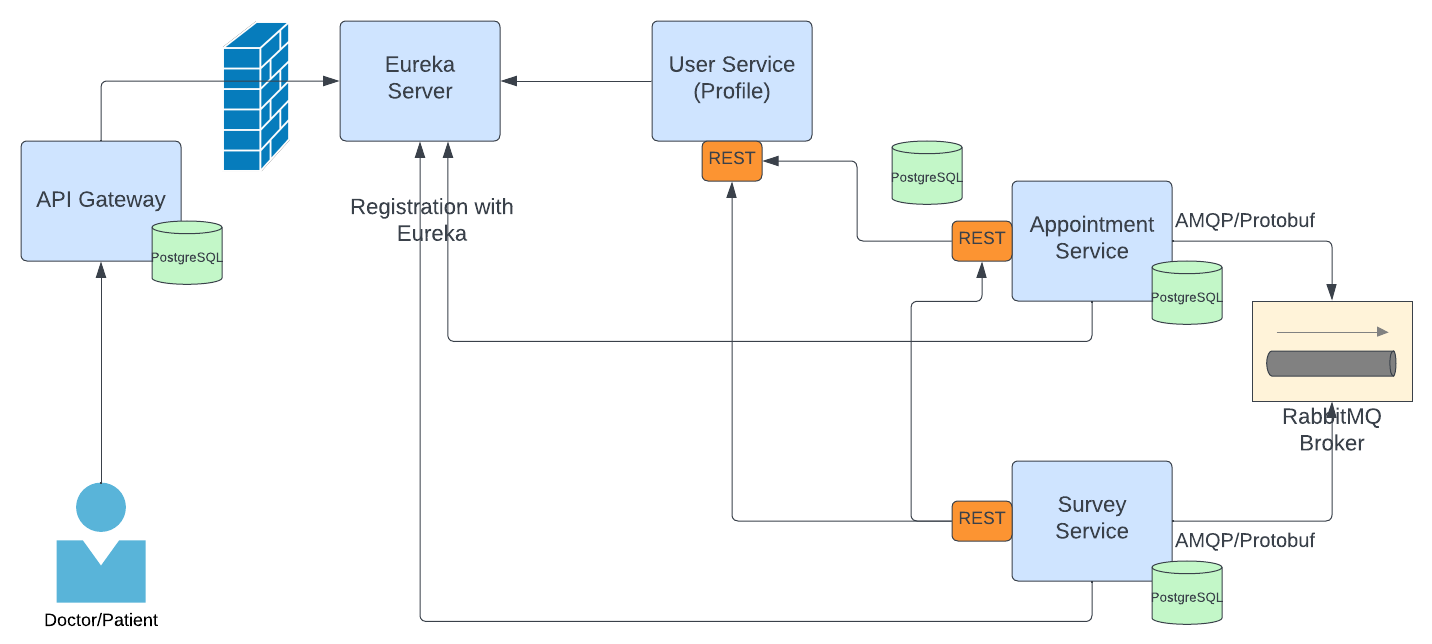 Eureka
Server
User Service
(Profile)
REST
PostgreSQL
API Gateway
PostgreSQL
Registration with
Eureka
REST
Appointment
Service
AMQP/Protobuf
PostgreSQL
RabbitMQ
Broker
REST
Survey
Service
AMQP/Protobuf
PostgreSQL
Doctor/Patient